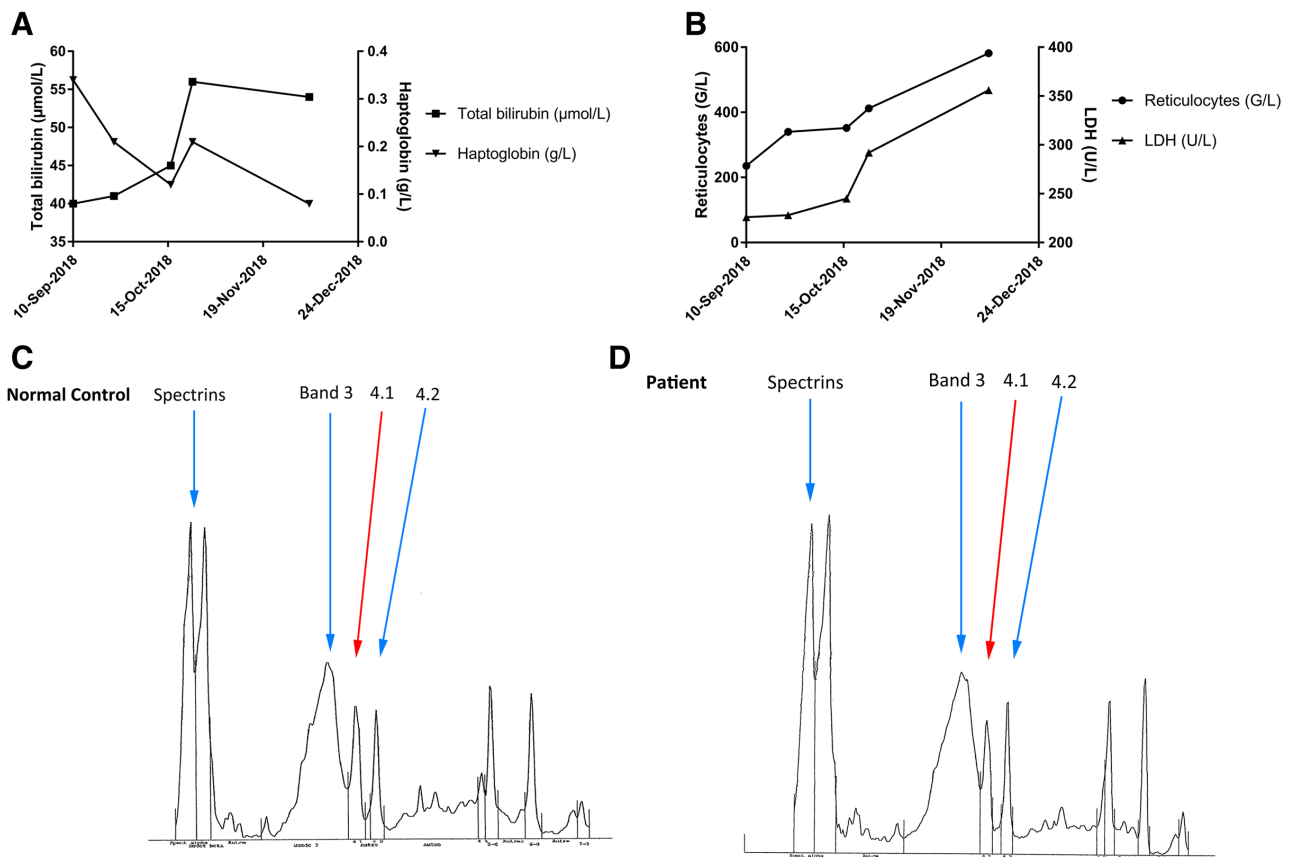 A
Total bilirubin (µmol/L)
60
55
50
45
40
35
0.4
0.3
0.2
0.1
0.0
Haptoglobin (g/L)
10-Sep-2018
15-Oct-2018
19-Nov-2018
24-Dec-2018
Total bilirubin (µmol/L)
Haptoglobin (g/L)
B
Reticulocytes (G/L)
600
400
200
0
400
350
300
250
200
LDH (U/L)
10-Sep-2018
15-Oct-2018
19-Nov-2018
24-Dec-2018
Reticulocytes (G/L)
LDH (U/L)
C
Normal Control
Spectrins
Band 3
4.1
4.2
D
Patient
Spectrins
Band 3
4.1
4.2